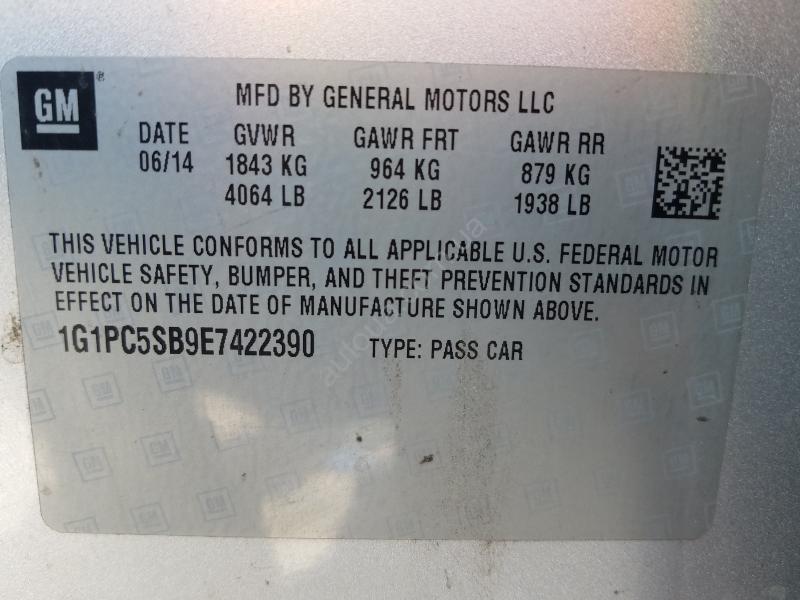 GM
MFD BY GENERAL MOTORS LLC
DATE GVWR GAWR FRT GAWR RR
06/14 1843 KG 964 KG 879 KG
4064 LB 2126 LB 1938 LB
THIS VEHICLE CONFORMS TO ALL APPLICABLE U.S. FEDERAL MOTOR
VEHICLE SAFETY, BUMPER, AND THEFT PREVENTION STANDARDS IN
EFFECT ON THE DATE OF MANUFACTURE SHOWN ABOVE.
1G1PC5SB9E7422390 TYPE: PASS CAR